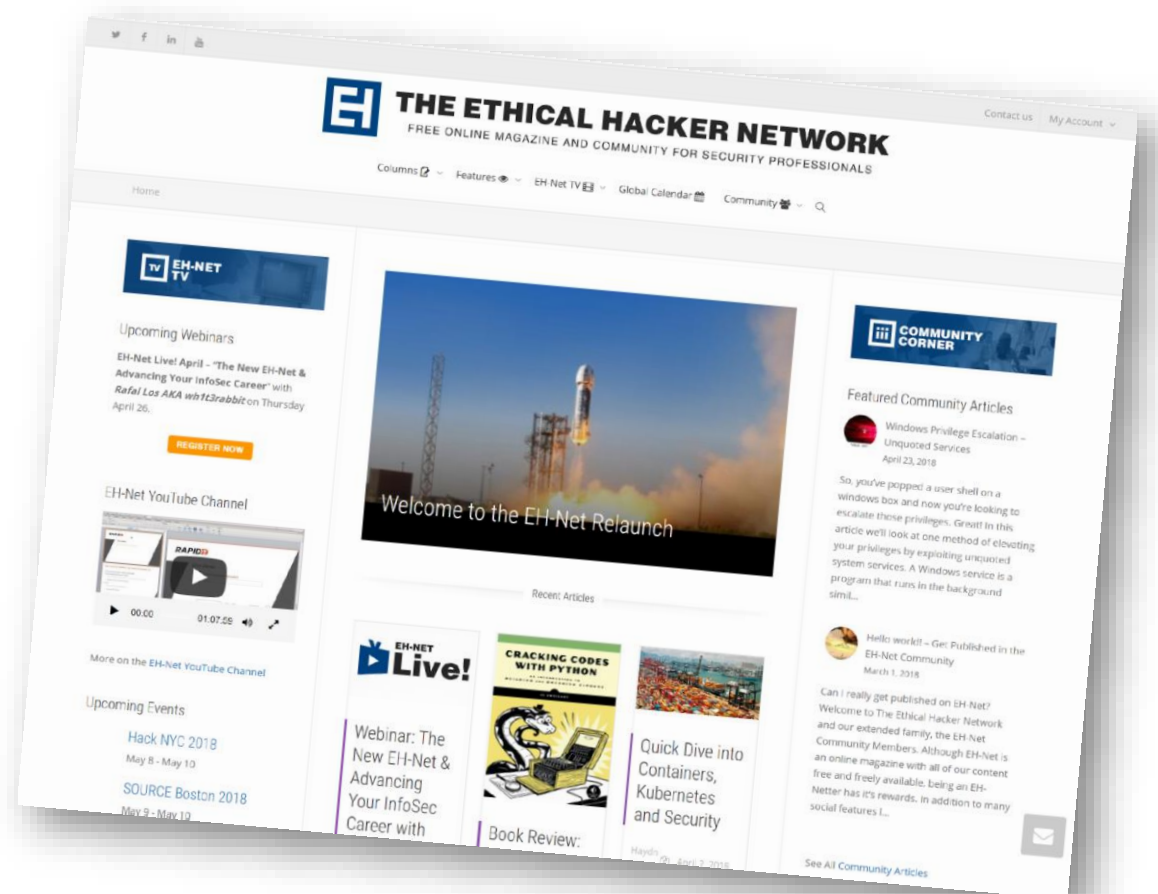 Contact us My Account
EH
THE ETHICAL HACKER NETWORK
FREE ONLINE MAGAZINE AND COMMUNITY FOR SECURITY PROFESSIONALS
Columns Features EH-Net TV Global Calendar Community
Home
TV EH-NET
TV
Upcoming Webinars
EH-Net Live! April – "The New EH-Net &
Advancing Your InfoSec Career" with
Rafal Los AKA wh1t3rabbit on Thursday
April 26.
REGISTER NOW
EH-Net YouTube Channel
RAPID7
00:00 01:07:59
More on the EH-Net YouTube Channel
Upcoming Events
Hack NYC 2018
May 8 - May 10
SOURCE Boston 2018
May 9 - May 10
Welcome to the EH-Net Relaunch
Recent Articles
EH-NET
Live!
Webinar: The
New EH-Net &
Advancing
Your InfoSec
Career with
CRACKING CODES
WITH PYTHON
Book Review:
Quick Dive into
Containers,
Kubernetes
and Security
Haydn April 2, 2018
COMMUNITY
CORNER
Featured Community Articles
Windows Privilege Escalation –
Unquoted Services
April 23, 2018
So, you've popped a user shell on a
windows box and now you're looking to
escalate those privileges. Great! In this
article we'll look at one method of elevating
your privileges by exploiting unquoted
system services. A Windows service is a
program that runs in the background
simil...
Hello world! – Get Published in the
EH-Net Community
March 1, 2018
Can I really get published on EH-Net?
Welcome to The Ethical Hacker Network
and our extended family, the EH-Net
Community Members. Although EH-Net is
an online magazine with all of our content
free and freely available, being an EH-
Netter has it's rewards. In addition to many
social features l...
See All Community Articles